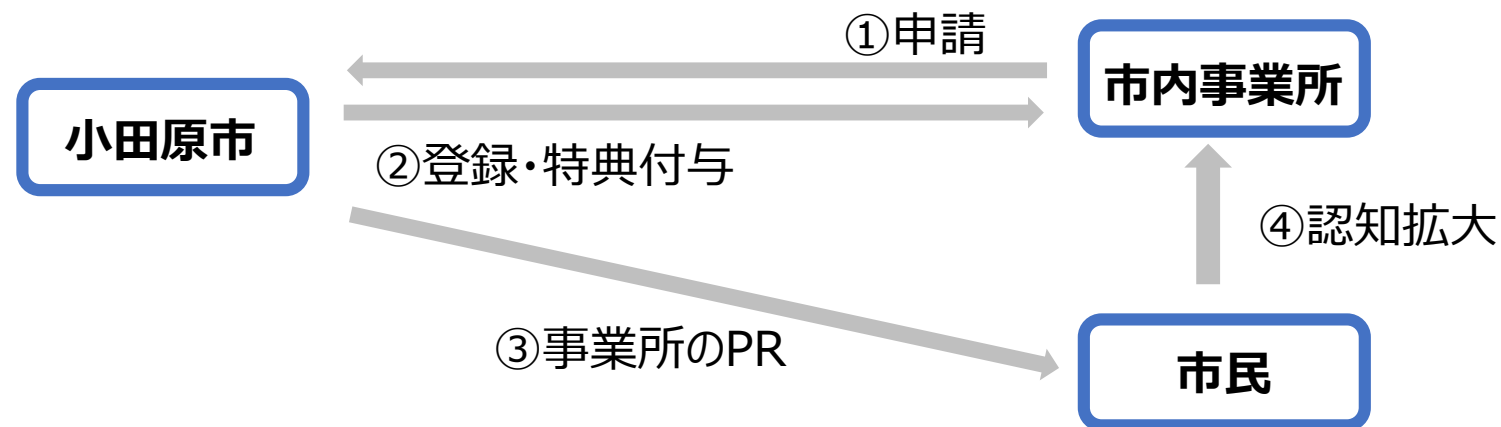 ①申請
市内事業所
小田原市
②登録・特典付与
④認知拡大
③事業所のPR
市民